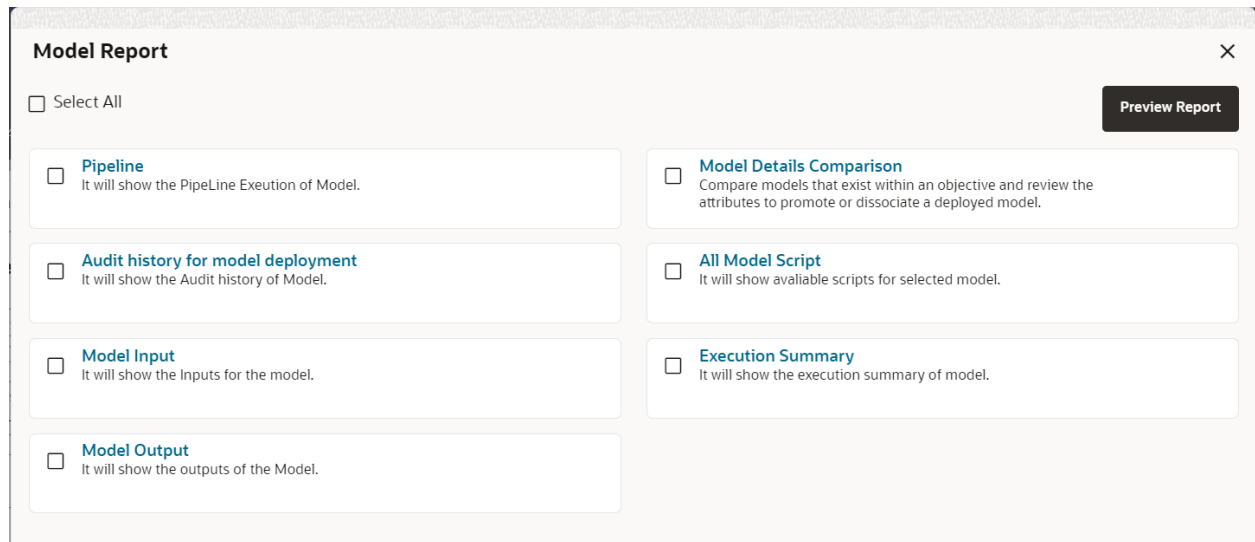 Model Report
Select All
Preview Report
Pipeline
It will show the PipeLine Exeution of Model.
Model Details Comparison
Compare models that exist within an objective and review the
attributes to promote or dissociate a deployed model.
Audit history for model deployment
It will show the Audit history of Model.
All Model Script
It will show avaliable scripts for selected model.
Model Input
It will show the Inputs for the model.
Execution Summary
It will show the execution summary of model.
Model Output
It will show the outputs of the Model.